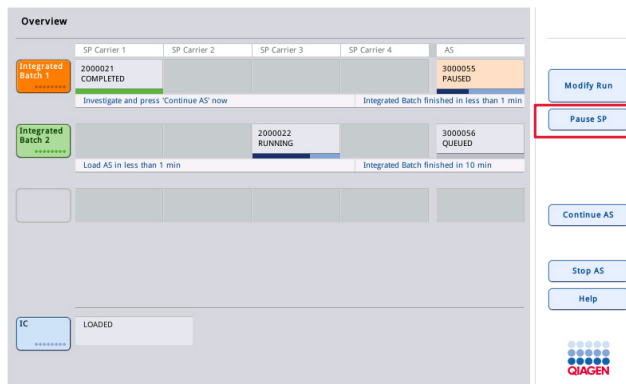 Overview
SP Carrier 1
SP Carrier 2
SP Carrier 3
SP Carrier 4
AS
Integrated
Batch 1
2000021
COMPLETED
3000055
PAUSED
Investigate and press 'Continue AS' now
Integrated Batch finished in less than 1 min
Integrated
Batch 2
2000022
RUNNING
3000056
QUEUED
Load AS in less than 1 min
Integrated Batch finished in 10 min
IC
LOADED
Modify Run
Pause SP
Continue AS
Stop AS
Help
QIAGEN